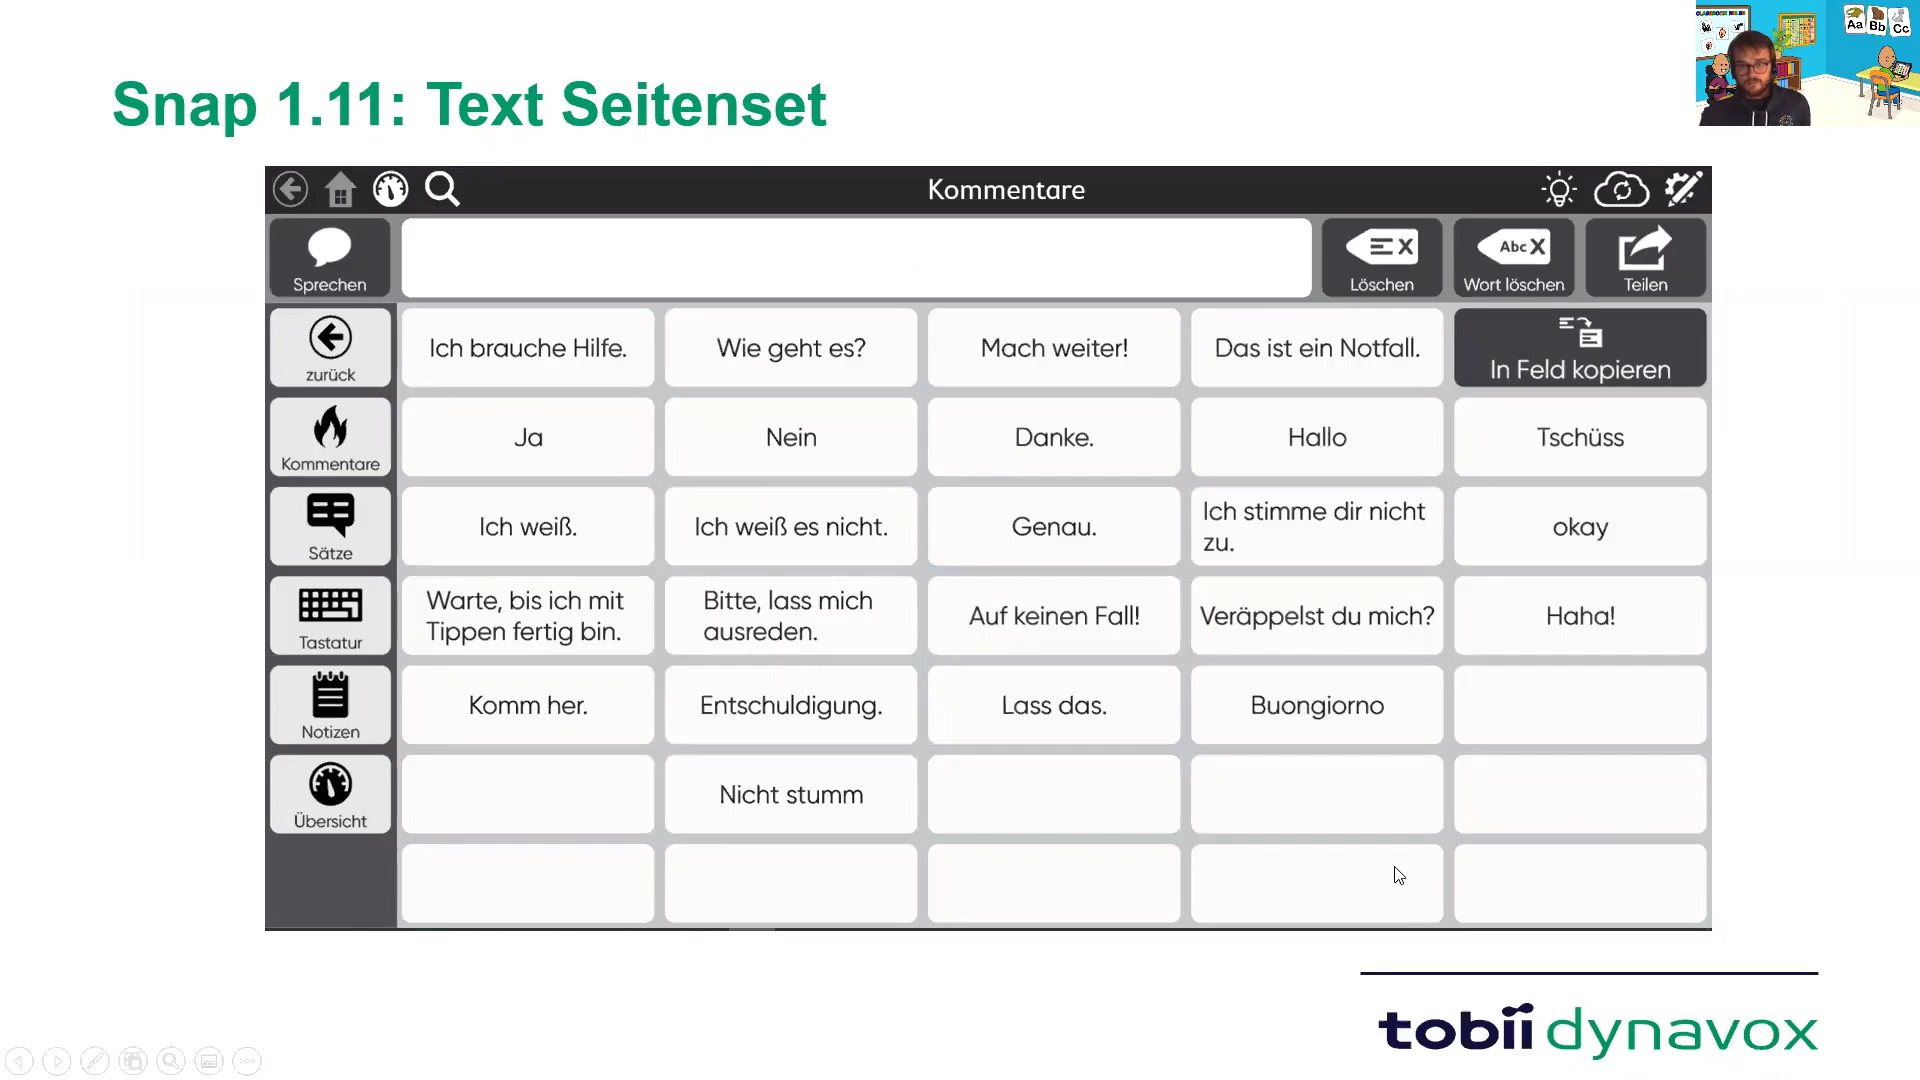 Snap 1.11: Text Seitenset
Aa Bb Cc
Kommentare
Sprechen
Löschen
Abc X
Wort löschen
Teilen
zurück
Ich brauche Hilfe.
Wie geht es?
Mach weiter!
Das ist ein Notfall.
In Feld kopieren
Kommentare
Ja
Nein
Danke.
Hallo
Tschüss
Sätze
Ich weiß.
Ich weiß es nicht.
Genau.
Ich stimme dir nicht
zu.
okay
Tastatur
Warte, bis ich mit
Tippen fertig bin.
Bitte, lass mich
ausreden.
Auf keinen Fall!
Veräppelst du mich?
Haha!
Notizen
Komm her.
Entschuldigung.
Lass das.
Buongiorno
Übersicht
Nicht stumm
tobii dynavox